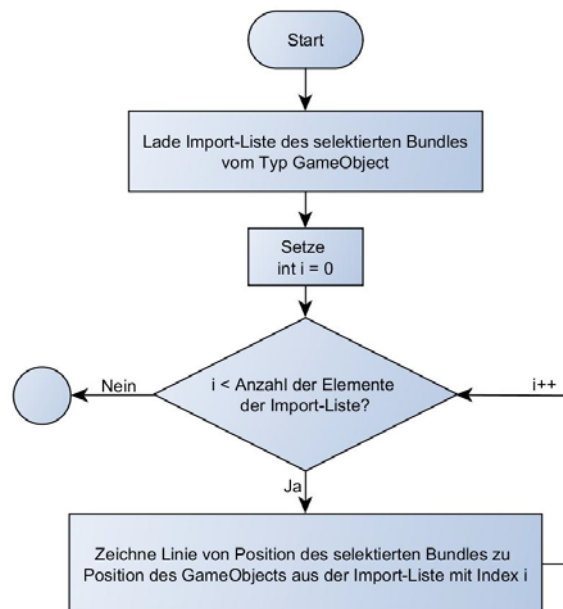 Start
Lade Import-Liste des selektierten Bundles
vom Typ GameObject
Setze
int i = 0
i < Anzahl der Elemente
der Import-Liste?
Nein
i++
Ja
Zeichne Linie von Position des selektierten Bundles zu
Position des GameObjects aus der Import-Liste mit Index i